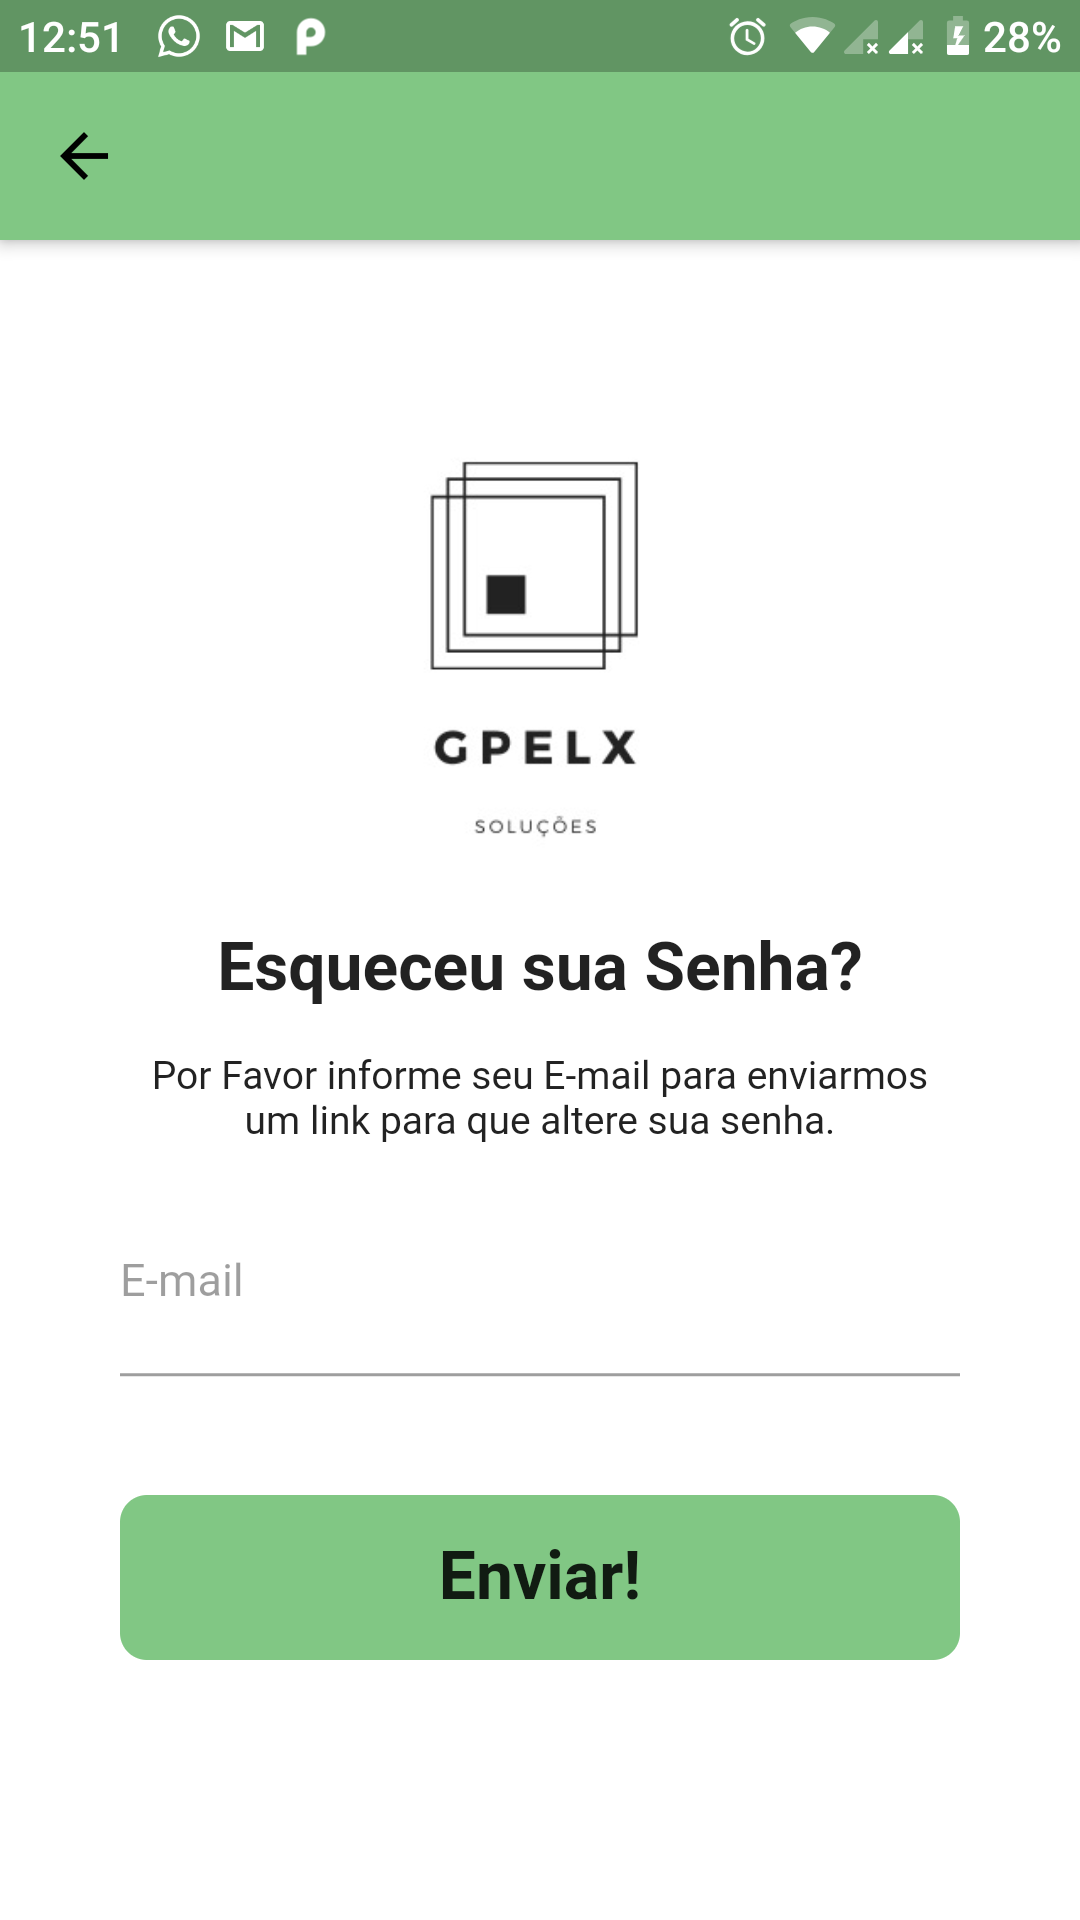 12:51 28%
GPELX
SOLUÇÕES
Esqueceu sua Senha?
Por Favor informe seu E-mail para enviarmos
um link para que altere sua senha.
E-mail
Enviar!